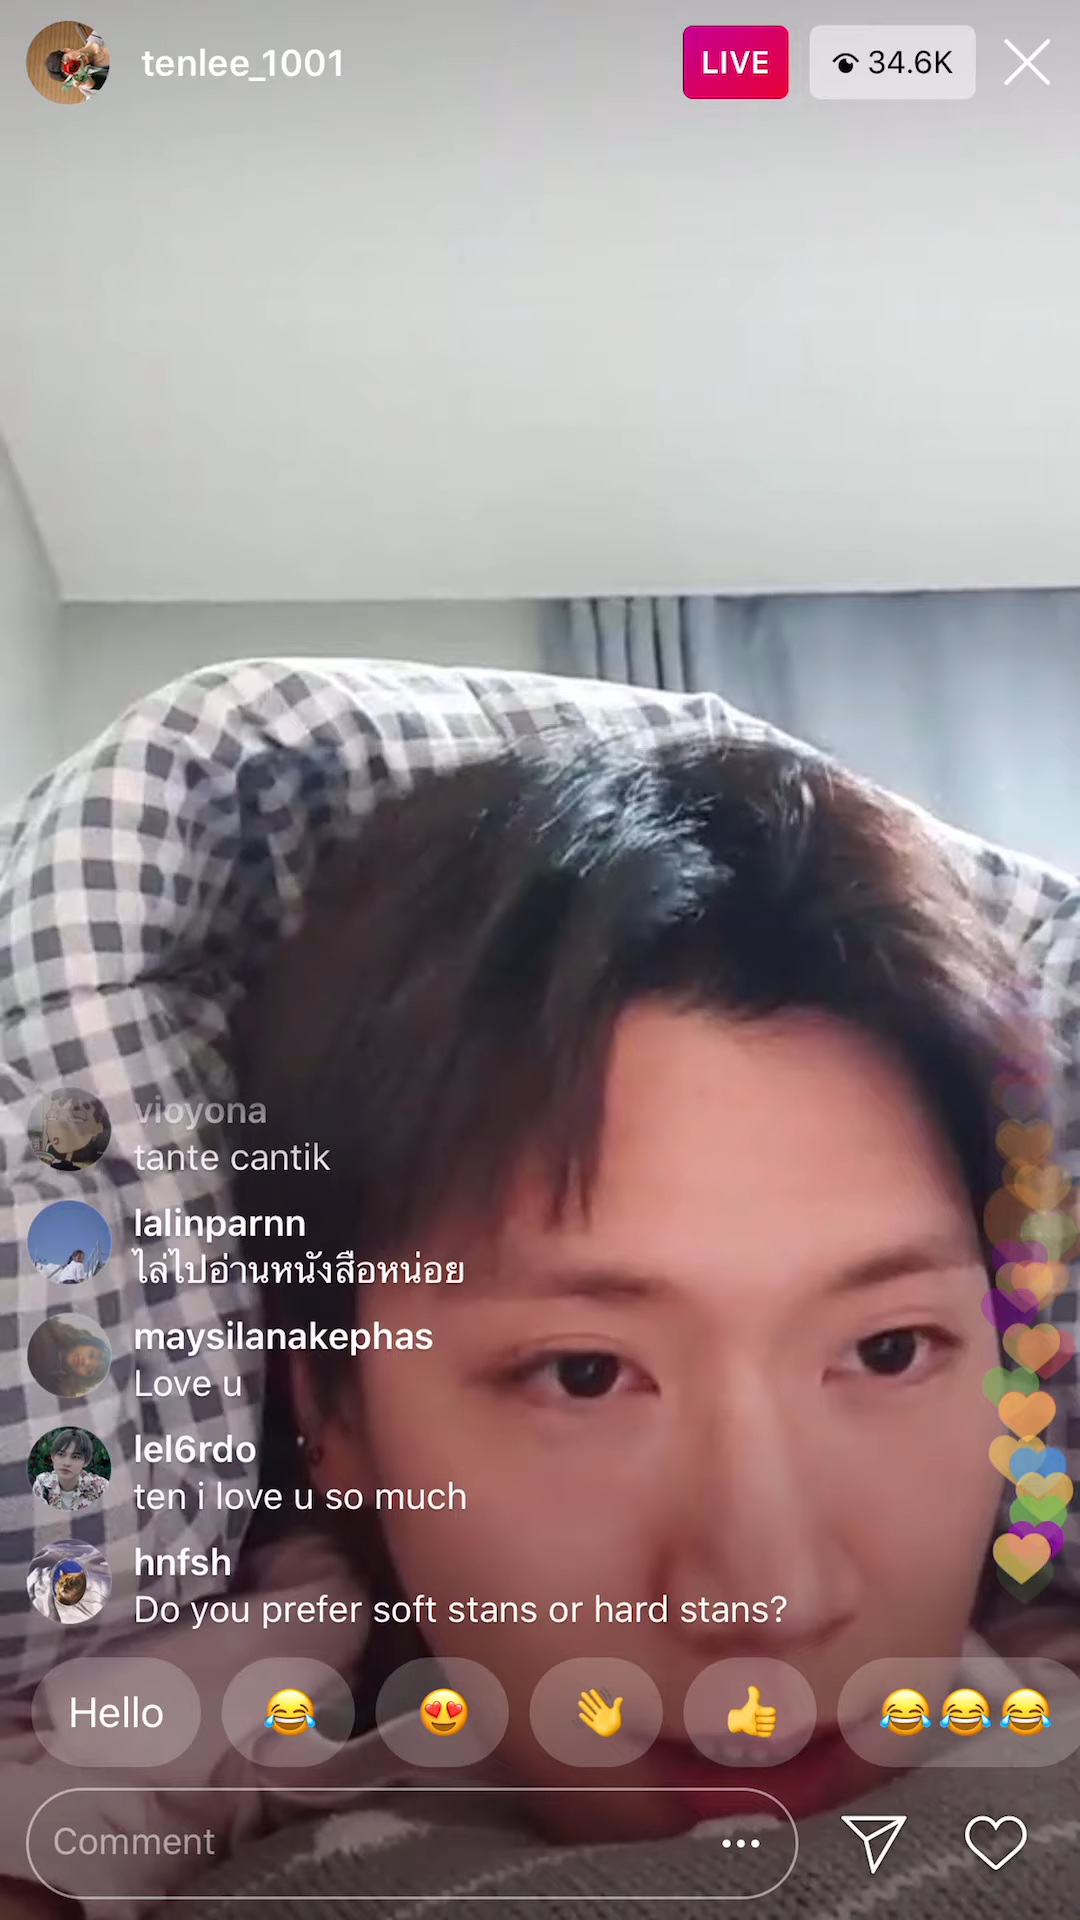 tenlee_1001
LIVE
34.6K
vioyona
tante cantik
lalinparnn
ไล่ไปอ่านหนังสือหน่อย
maysilanakephas
Love u
lel6rdo
ten i love u so much
hnfsh
Do you prefer soft stans or hard stans?
Hello
Comment